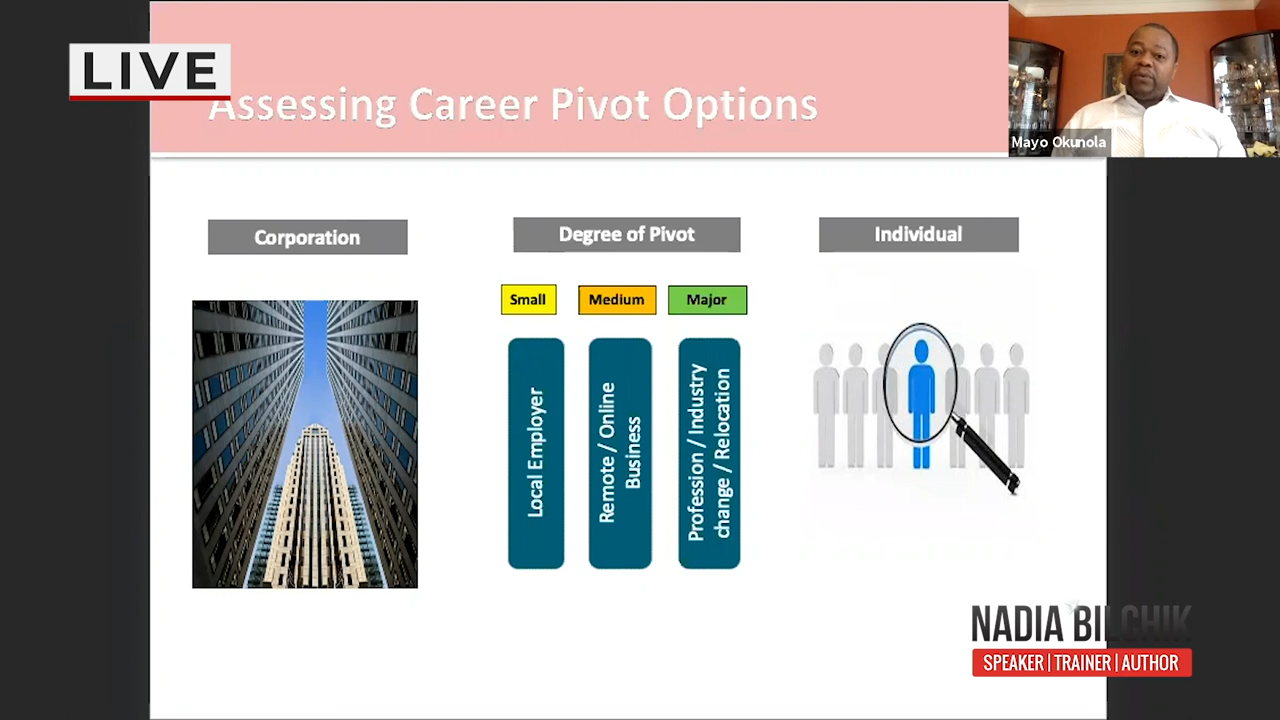 LIVE
Assessing Career Pivot Options
Mayo Okunola
Corporation
Degree of Pivot
Individual
Small
Medium
Major
Local Employer
Remote / Online
Business
Profession / Industry
change / Relocation
NADIA BILCHIK
SPEAKER | TRAINER | AUTHOR